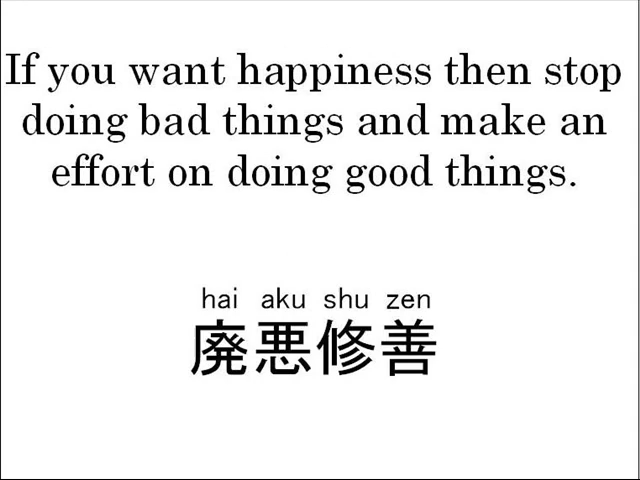 If you want happiness then stop
doing bad things and make an
effort on doing good things.
hai aku shu zen
廃悪修善